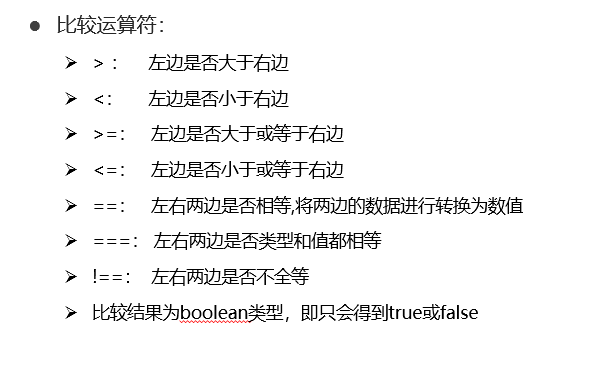 ● 比较运算符：
➢ > ： 左边是否大于右边
➢ <： 左边是否小于右边
➢ >=： 左边是否大于或等于右边
➢ <=： 左边是否小于或等于右边
➢ ==： 左右两边是否相等,将两边的数据进行转换为数值
➢ ===： 左右两边是否类型和值都相等
➢ !==： 左右两边是否不全等
➢ 比较结果为boolean类型，即只会得到true或false